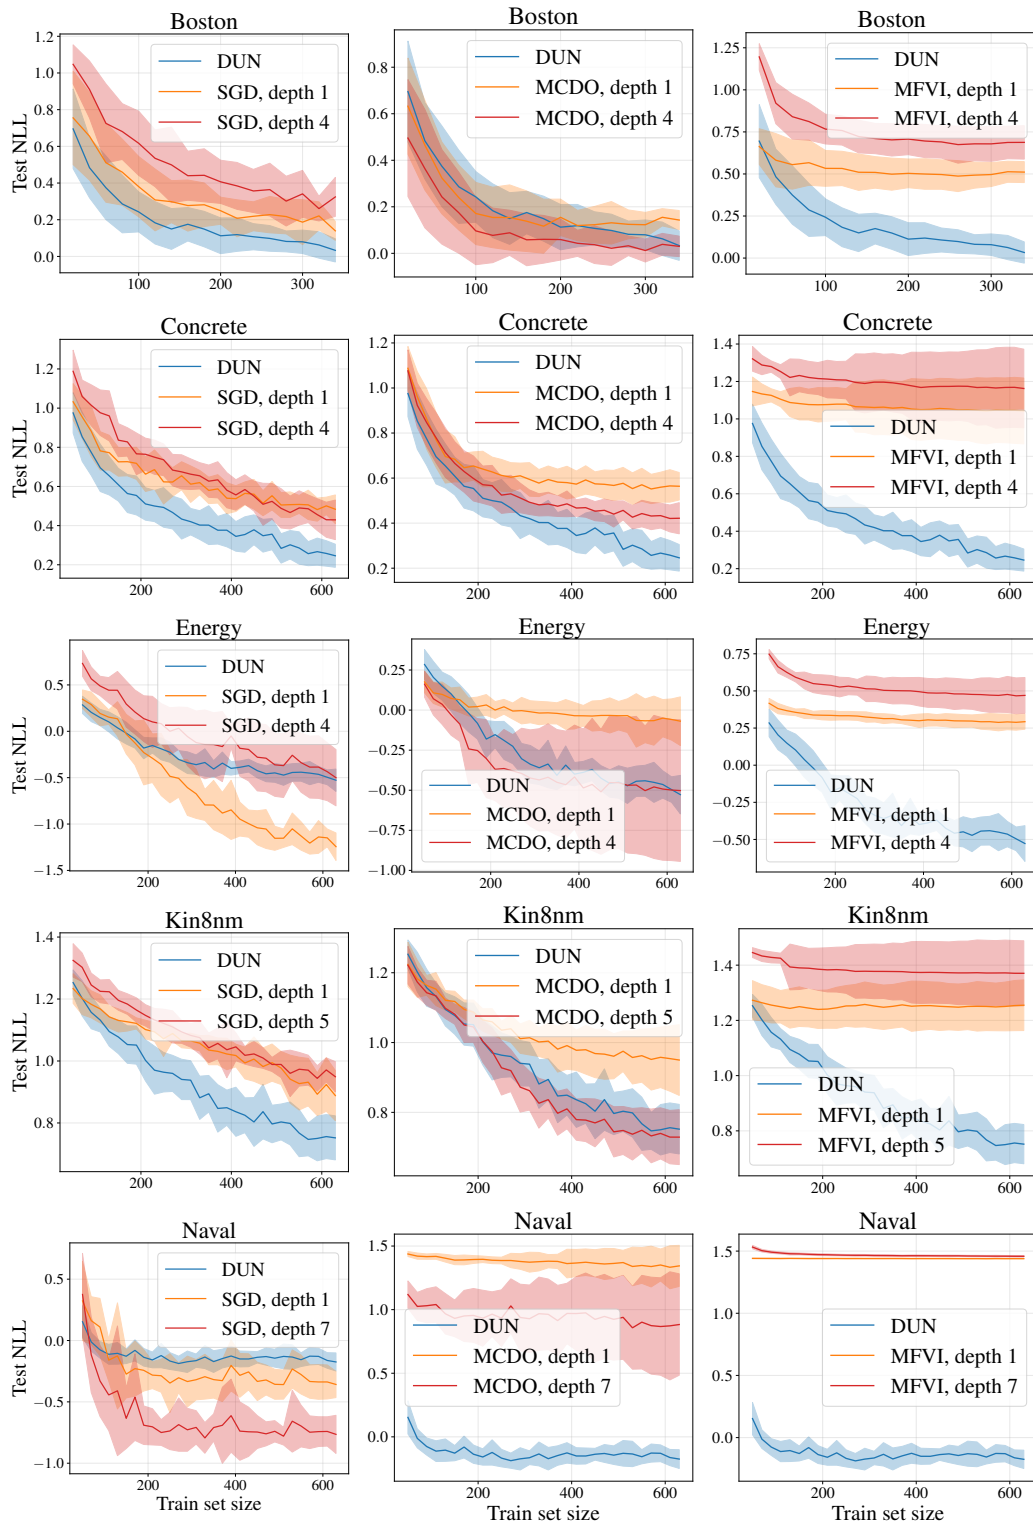 Boston
Test NLL
1.2
1.0
0.8
0.6
0.4
0.2
0.0
100
200
300
DUN
SGD, depth 1
SGD, depth 4
Boston
0.8
0.6
0.4
0.2
0.0
100
200
300
DUN
MCDO, depth 1
MCDO, depth 4
Boston
1.25
1.00
0.75
0.50
0.25
0.00
100
200
300
DUN
MFVI, depth 1
MFVI, depth 4
Concrete
Test NLL
1.2
1.0
0.8
0.6
0.4
0.2
200
400
600
DUN
SGD, depth 1
SGD, depth 4
Concrete
1.2
1.0
0.8
0.6
0.4
0.2
200
400
600
DUN
MCDO, depth 1
MCDO, depth 4
Concrete
1.4
1.2
1.0
0.8
0.6
0.4
0.2
200
400
600
DUN
MFVI, depth 1
MFVI, depth 4
Energy
Test NLL
0.5
0.0
−0.5
−1.0
−1.5
200
400
600
DUN
SGD, depth 1
SGD, depth 4
Energy
0.25
0.00
−0.25
−0.50
−0.75
−1.00
200
400
600
DUN
MCDO, depth 1
MCDO, depth 4
Energy
0.75
0.50
0.25
0.00
−0.25
−0.50
200
400
600
DUN
MFVI, depth 1
MFVI, depth 4
Kin8nm
Test NLL
1.4
1.2
1.0
0.8
200
400
600
DUN
SGD, depth 1
SGD, depth 5
Kin8nm
1.2
1.0
0.8
200
400
600
DUN
MCDO, depth 1
MCDO, depth 5
Kin8nm
1.4
1.2
1.0
0.8
200
400
600
DUN
MFVI, depth 1
MFVI, depth 5
Naval
Test NLL
0.5
0.0
−0.5
−1.0
200
400
600
Train set size
DUN
SGD, depth 1
SGD, depth 7
Naval
1.5
1.0
0.5
0.0
200
400
600
Train set size
DUN
MCDO, depth 1
MCDO, depth 7
Naval
1.5
1.0
0.5
0.0
200
400
600
Train set size
DUN
MFVI, depth 1
MFVI, depth 7